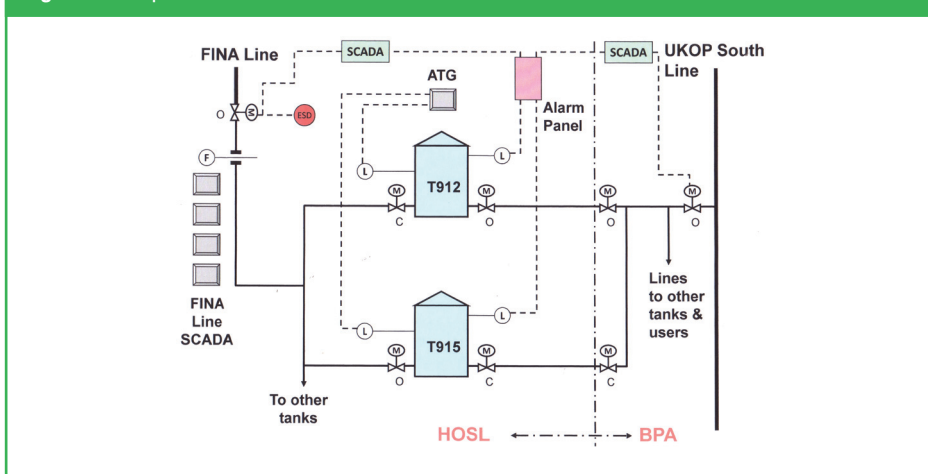 FINA Line
SCADA
SCADA
UKOP South
Line
ATG
Alarm
Panel
O
M
ESD
F
L
L
T912
M
M
M
M
C
O
O
O
FINA
Line
SCADA
Lines
to other
tanks &
users
L
L
T915
M
M
M
O
C
C
To other
tanks
HOSL
BPA